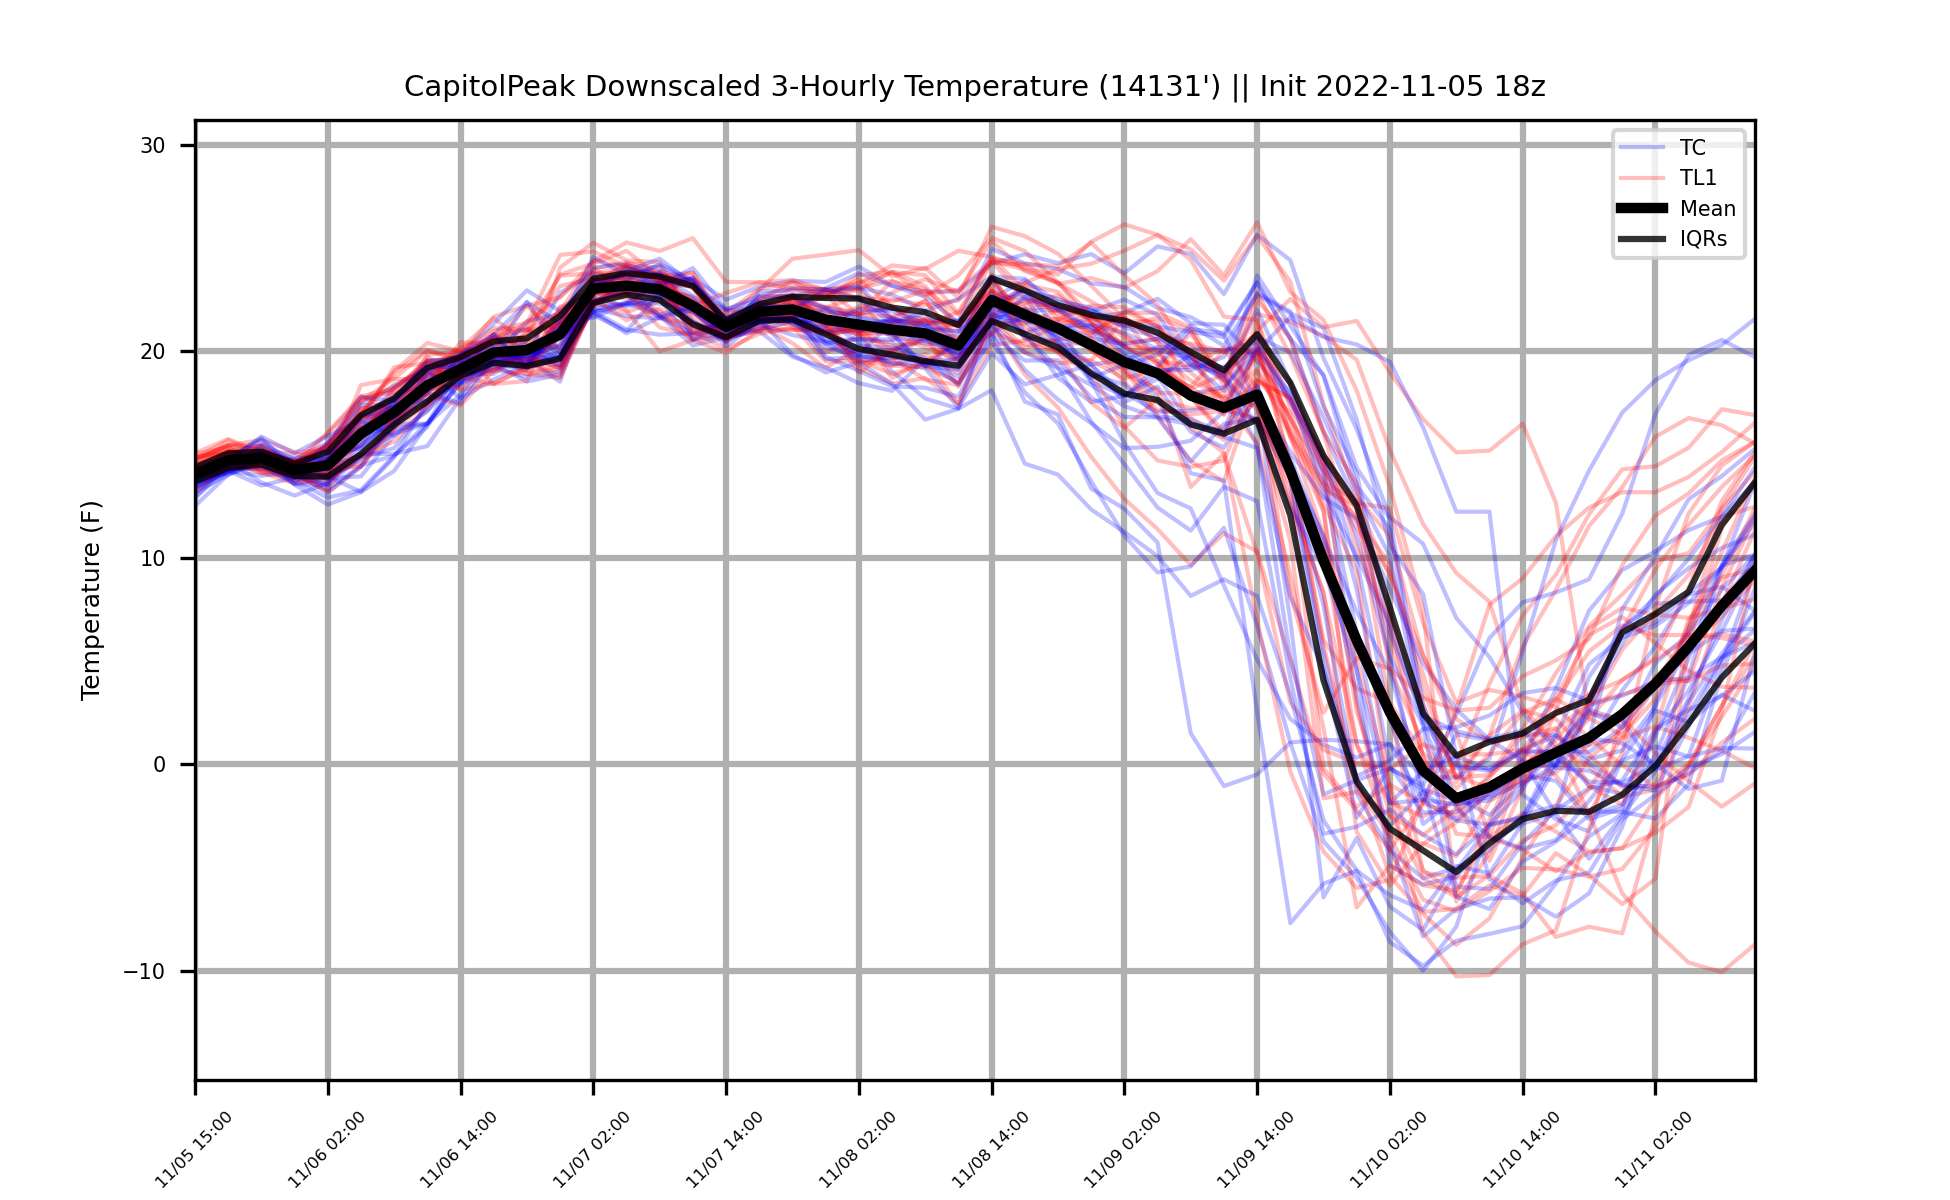 CapitolPeak Downscaled 3-Hourly Temperature (14131') || Init 2022-11-05 18z
TC
TL1
Mean
IQRs
Temperature (F)
30
20
10
0
−10
11/05 15:00
11/06 02:00
11/06 14:00
11/07 02:00
11/07 14:00
11/08 02:00
11/08 14:00
11/09 02:00
11/09 14:00
11/10 02:00
11/10 14:00
11/11 02:00